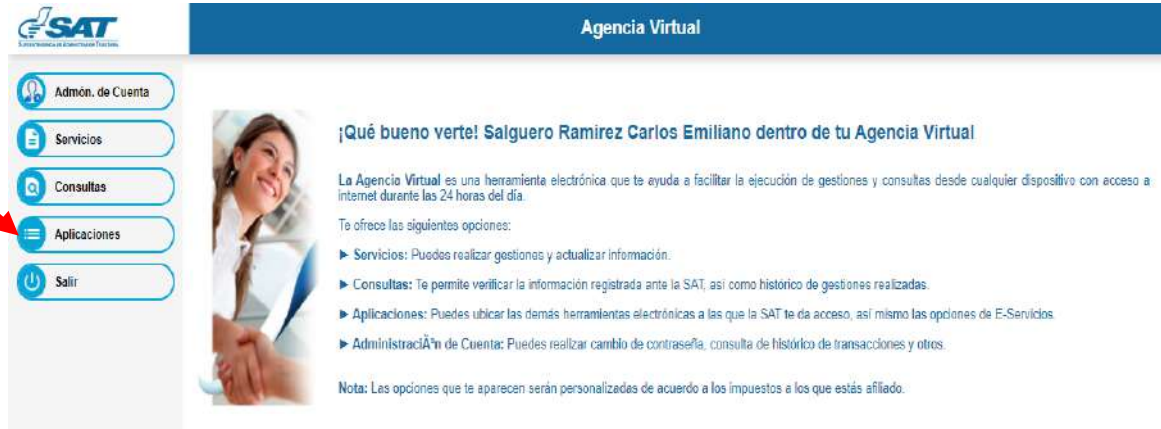 SAT
SUPERINTENDENCIA DE ADMINISTRACIÓN TRIBUTARIA
Agencia Virtual
Admón. de Cuenta
Servicios
Consultas
Aplicaciones
Salir
¡Qué bueno verte! Salguero Ramirez Carlos Emiliano dentro de tu Agencia Virtual
La Agencia Virtual es una herramienta electrónica que te ayuda a facilitar la ejecución de gestiones y consultas desde cualquier dispositivo con acceso a
internet durante las 24 horas del día.
Te ofrece las siguientes opciones:
► Servicios: Puedes realizar gestiones y actualizar información.
► Consultas: Te permite verificar la información registrada ante la SAT, así como histórico de gestiones realizadas.
► Aplicaciones: Puedes ubicar las demás herramientas electrónicas a las que la SAT te da acceso, así mismo las opciones de E-Servicios.
► AdministraciÃ³n de Cuenta: Puedes realizar cambio de contraseña, consulta de histórico de transacciones y otros.
Nota: Las opciones que te aparecen serán personalizadas de acuerdo a los impuestos a los que estás afiliado.